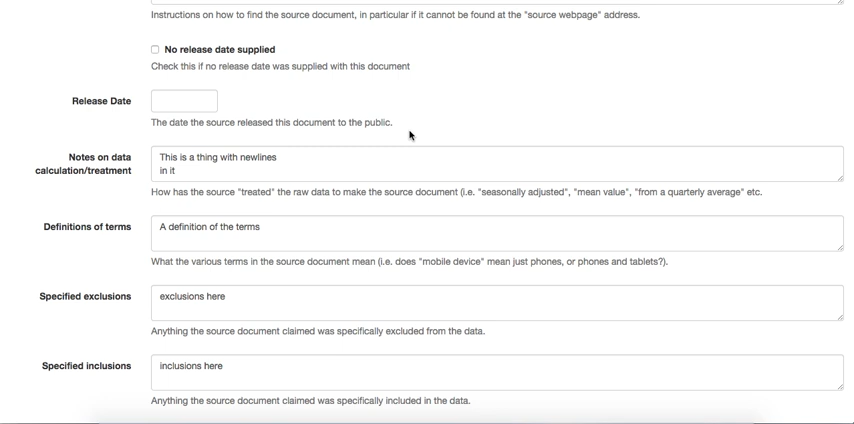 Instructions on how to find the source document, in particular if it cannot be found at the "source webpage" address.
No release date supplied
Check this if no release date was supplied with this document
Release Date
The date the source released this document to the public.
Notes on data
calculation/treatment
This is a thing with newlines
in it
How has the source "treated" the raw data to make the source document (i.e. "seasonally adjusted", "mean value", "from a quarterly average" etc.
Definitions of terms
A definition of the terms
What the various terms in the source document mean (i.e. does "mobile device" mean just phones, or phones and tablets?).
Specified exclusions
exclusions here
Anything the source document claimed was specifically excluded from the data.
Specified inclusions
inclusions here
Anything the source document claimed was specifically included in the data.